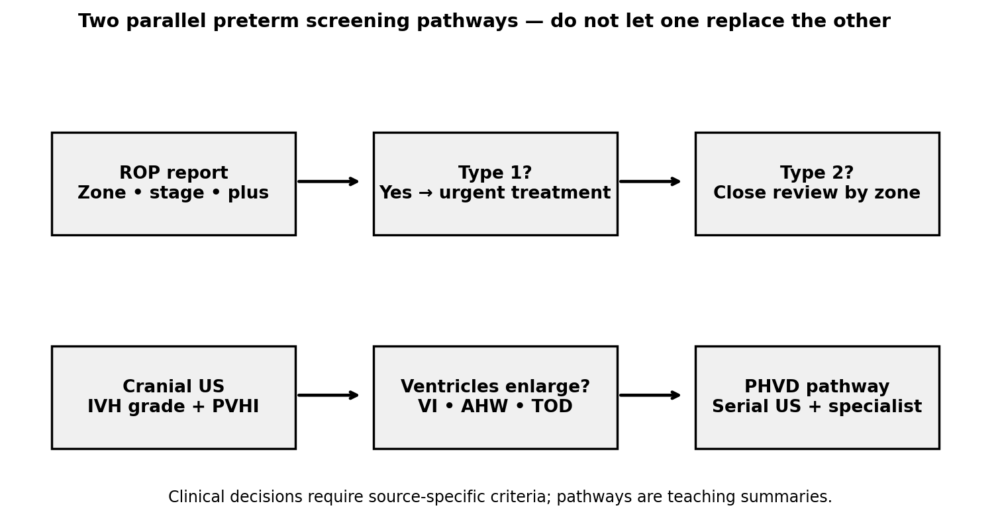 Two parallel preterm screening pathways — do not let one replace the other
ROP report
Zone • stage • plus
Type 1?
Yes → urgent treatment
Type 2?
Close review by zone
Cranial US
IVH grade + PVHI
Ventricles enlarge?
VI • AHW • TOD
PHVD pathway
Serial US + specialist
Clinical decisions require source-specific criteria; pathways are teaching summaries.